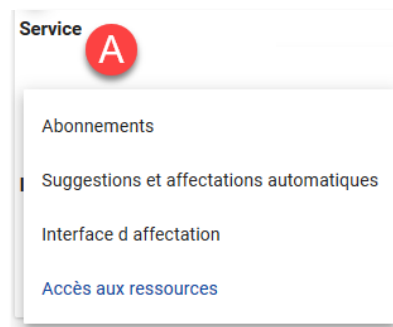 Service
A
Abonnements
Suggestions et affectations automatiques
Interface d affectation
Accès aux ressources